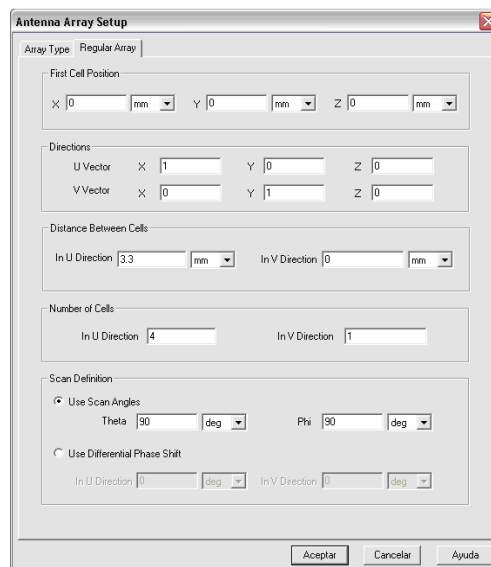 Antenna Array Setup
Array Type Regular Array
First Cell Position
X 0 mm Y 0 mm Z 0 mm
Directions
U Vector X 1 Y 0 Z 0
V Vector X 0 Y 1 Z 0
Distance Between Cells
In U Direction 3.3 mm In V Direction 0 mm
Number of Cells
In U Direction 4 In V Direction 1
Scan Definition
Use Scan Angles
Theta 90 deg Phi 90 deg
Use Differential Phase Shift
In U Direction 0 deg In V Direction 0 deg
Aceptar Cancelar Ayuda